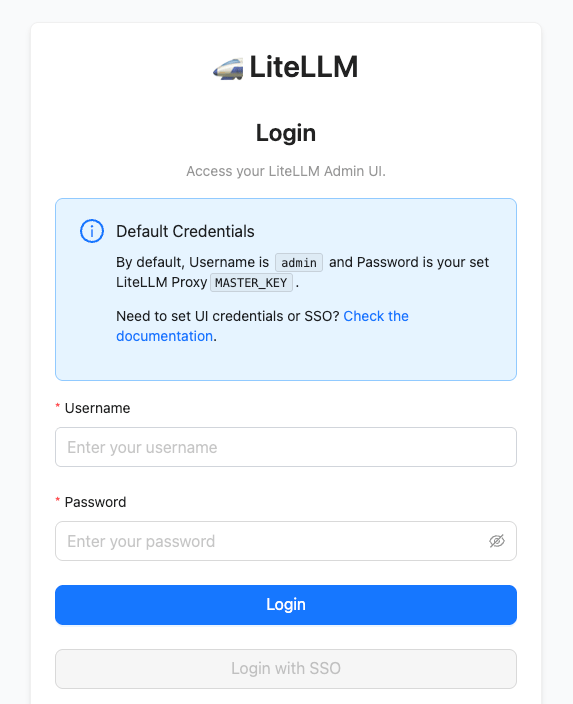 🚅 LiteLLM
Login
Access your LiteLLM Admin UI.
Default Credentials
By default, Username is admin and Password is your set
LiteLLM Proxy MASTER_KEY .
Need to set UI credentials or SSO? Check the
documentation.
* Username
Enter your username
* Password
Enter your password
Login
Login with SSO